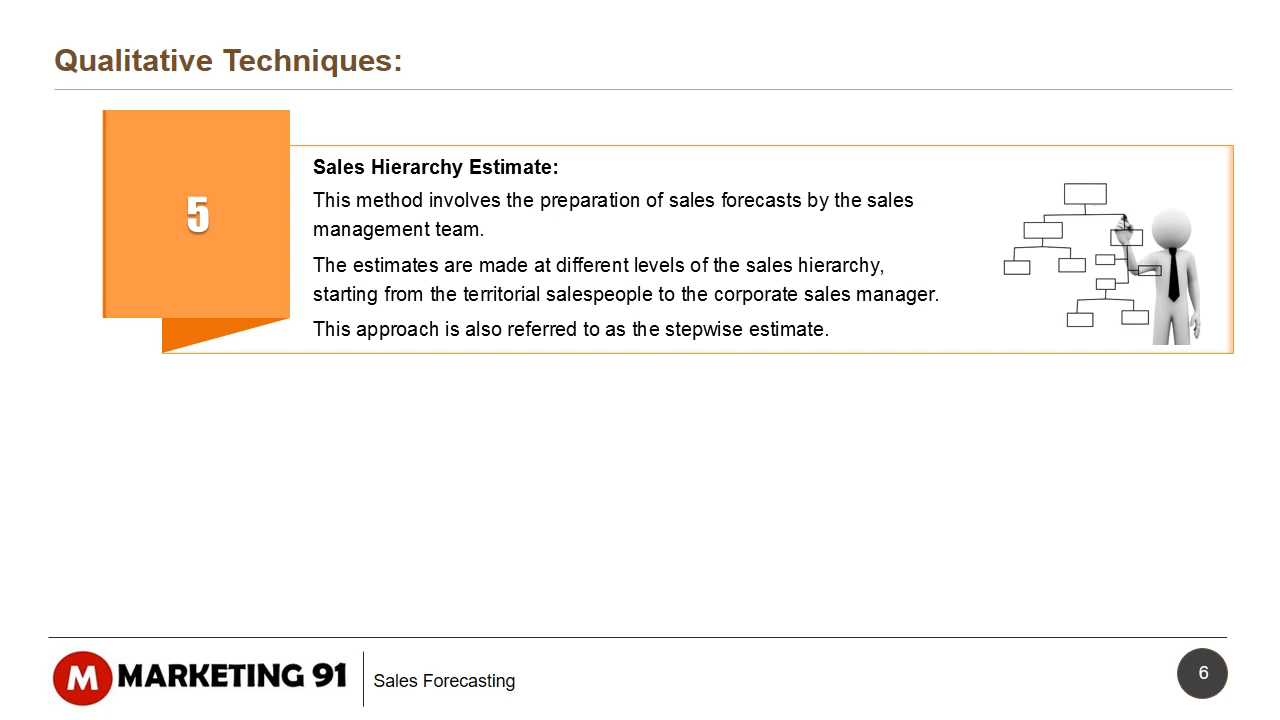 Qualitative Techniques:
5
Sales Hierarchy Estimate:
This method involves the preparation of sales forecasts by the sales
management team.
The estimates are made at different levels of the sales hierarchy,
starting from the territorial salespeople to the corporate sales manager.
This approach is also referred to as the stepwise estimate.
M MARKETING 91
Sales Forecasting
6